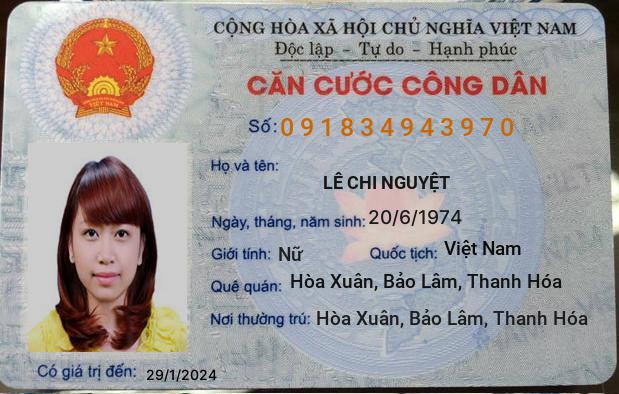 CỘNG HÒA XÃ HỘI CHỦ NGHĨA VIỆT NAM
Độc lập - Tự do - Hạnh phúc
CĂN CƯỚC CÔNG DÂN
Số: 091834943970
Họ và tên:
LÊ CHI NGUYỆT
Ngày, tháng, năm sinh: 20/6/1974
Giới tính: Nữ Quốc tịch: Việt Nam
Quê quán: Hòa Xuân, Bảo Lâm, Thanh Hóa
Nơi thường trú: Hòa Xuân, Bảo Lâm, Thanh Hóa
Có giá trị đến: 29/1/2024
VIỆT NAM